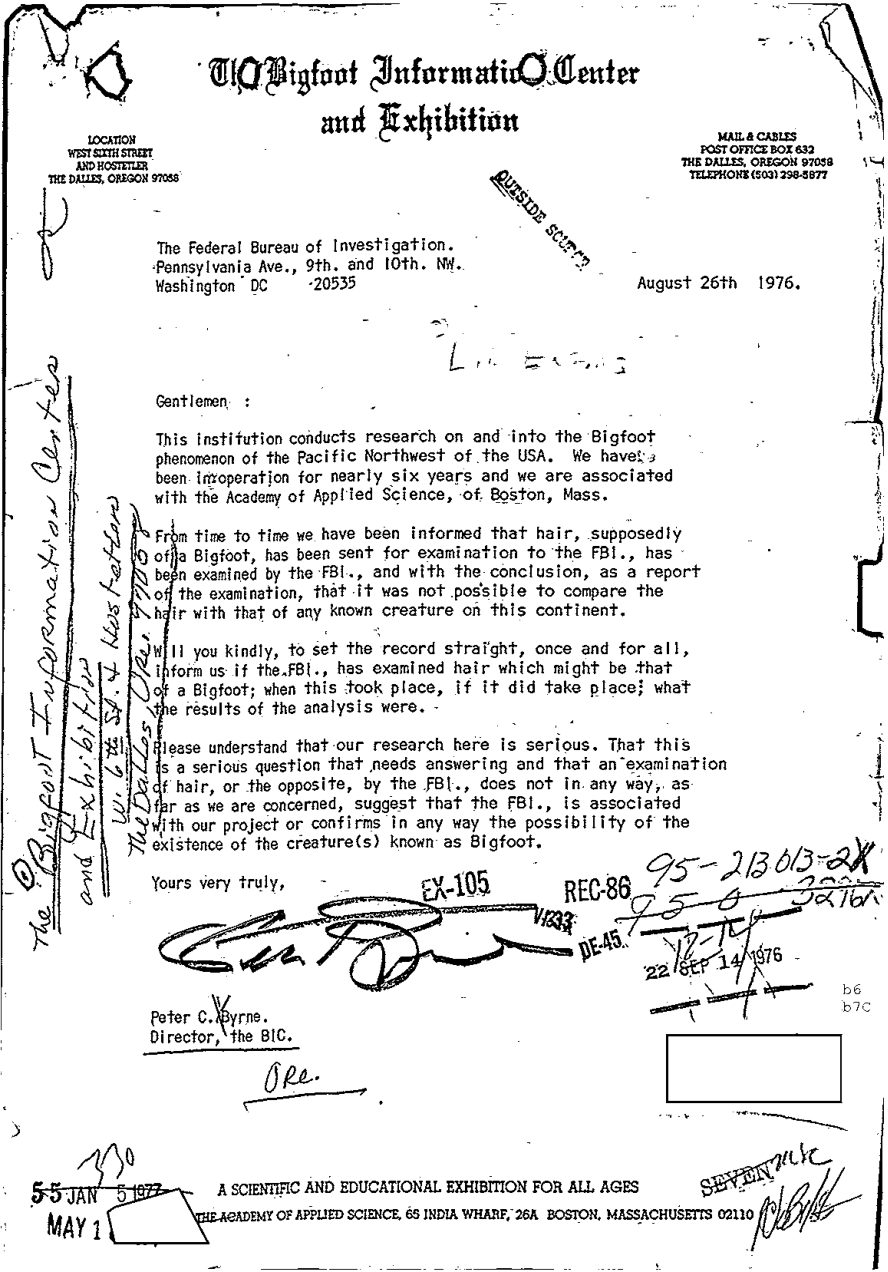 The Bigfoot Information Center
and Exhibition
LOCATION
WEST SIXTH STREET
AND HOSTETLER
THE DALLES, OREGON 97058
MAIL & CABLES
POST OFFICE BOX 632
THE DALLES, OREGON 97058
TELEPHONE (503) 298-5877
OUTSIDE SOURCE
The Federal Bureau of Investigation.
Pennsylvania Ave., 9th. and 10th. NW.
Washington DC 20535
August 26th 1976.
Gentlemen :
This institution conducts research on and into the Bigfoot
phenomenon of the Pacific Northwest of the USA. We have
been in operation for nearly six years and we are associated
with the Academy of Applied Science, of Boston, Mass.
From time to time we have been informed that hair, supposedly
of a Bigfoot, has been sent for examination to the FBI., has
been examined by the FBI., and with the conclusion, as a report
of the examination, that it was not possible to compare the
hair with that of any known creature on this continent.
Will you kindly, to set the record straight, once and for all,
inform us if the FBI., has examined hair which might be that
of a Bigfoot; when this took place, if it did take place; what
the results of the analysis were.
Please understand that our research here is serious. That this
is a serious question that needs answering and that an examination
of hair, or the opposite, by the FBI., does not in any way, as
far as we are concerned, suggest that the FBI., is associated
with our project or confirms in any way the possibility of the
existence of the creature(s) known as Bigfoot.
Yours very truly,
EX-105
REC-86
95-213013-2X
DE-45
22 SEP 14 1976
b6
b7C
Peter C. Byrne.
Director, the BIC.
Ore.
The Bigfoot Information Center
and Exhibition
W. 6th St. & Hostetler
The Dalles, Ore. 97058
330
55 JAN 5 1977
MAY 1
A SCIENTIFIC AND EDUCATIONAL EXHIBITION FOR ALL AGES
THE ACADEMY OF APPLIED SCIENCE, 65 INDIA WHARF, 26A BOSTON, MASSACHUSETTS 02110
SEVEN